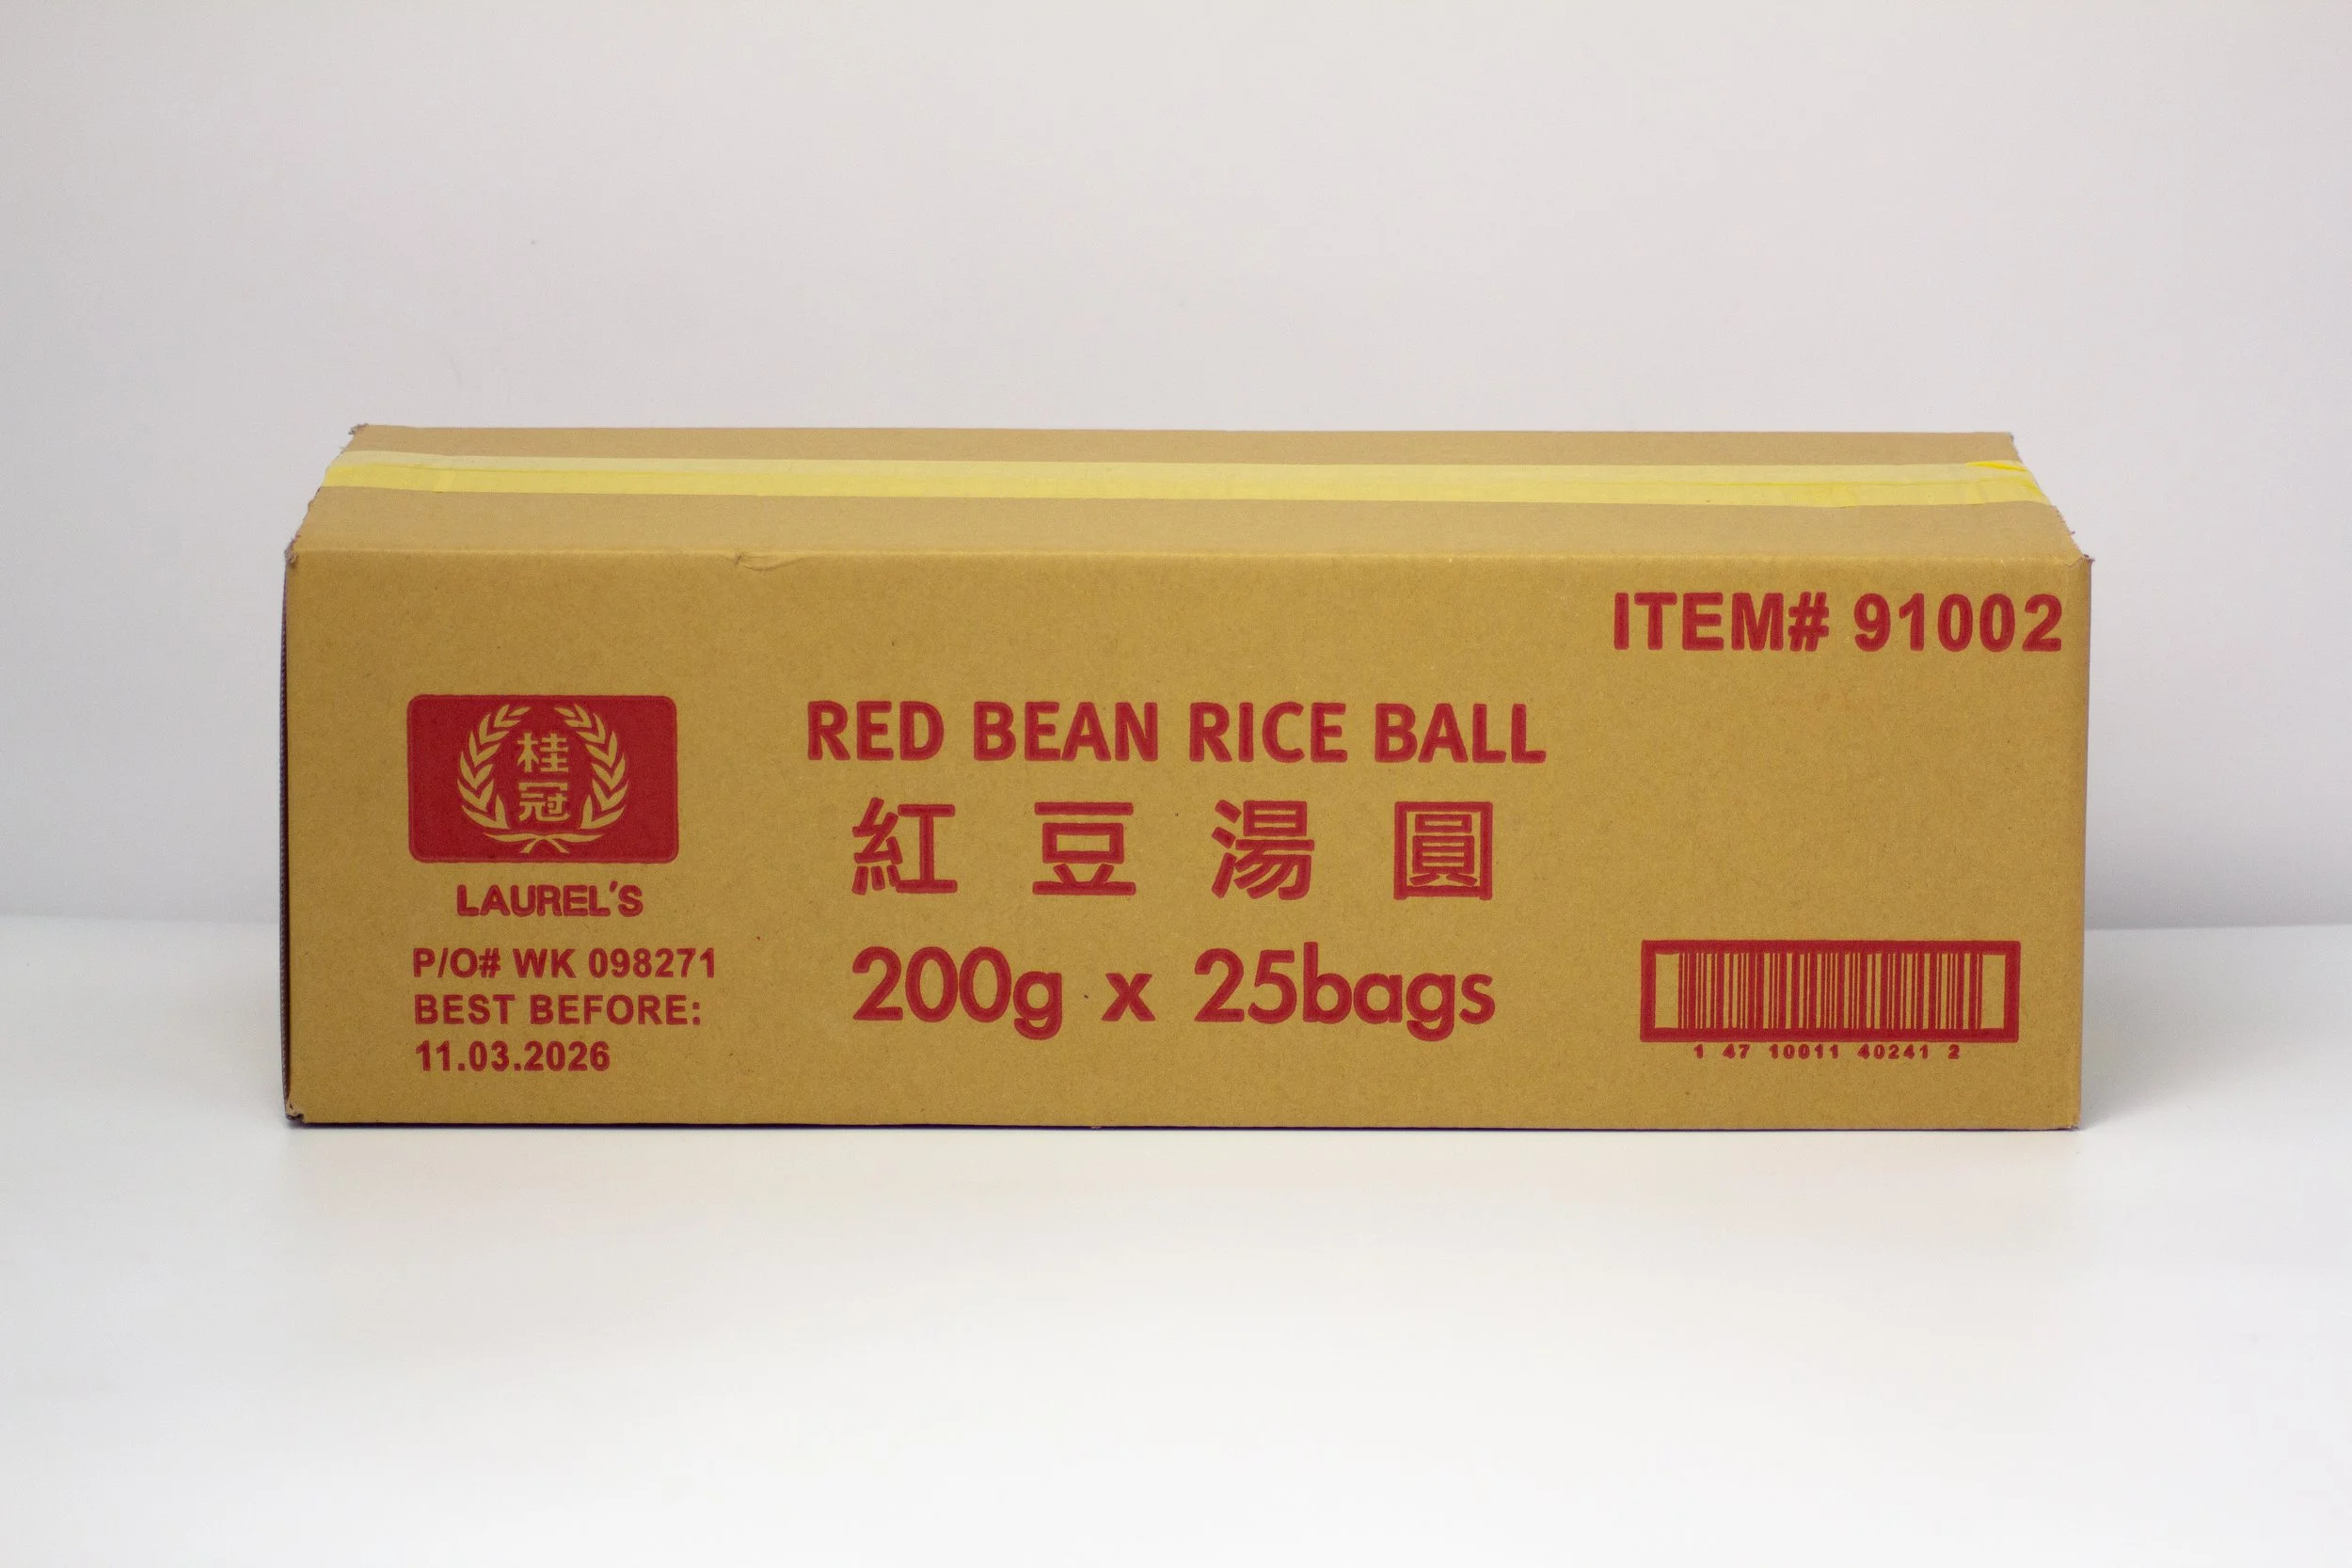 ITEM# 91002
桂
冠
LAUREL'S
RED BEAN RICE BALL
紅豆湯圓
200g x 25bags
P/O# WK 098271
BEST BEFORE:
11.03.2026
1 47 10011 40241 2